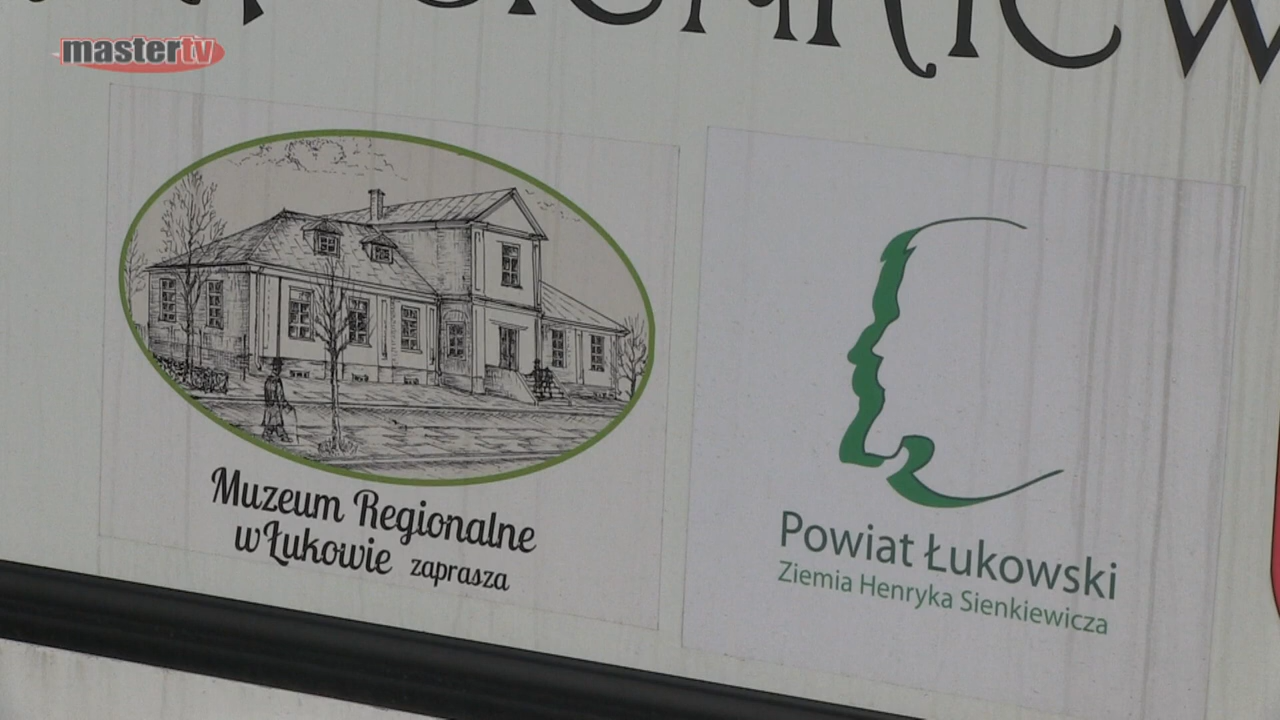 mastertv
Muzeum Regionalne
w Łukowie zaprasza
Powiat Łukowski
Ziemia Henryka Sienkiewicza